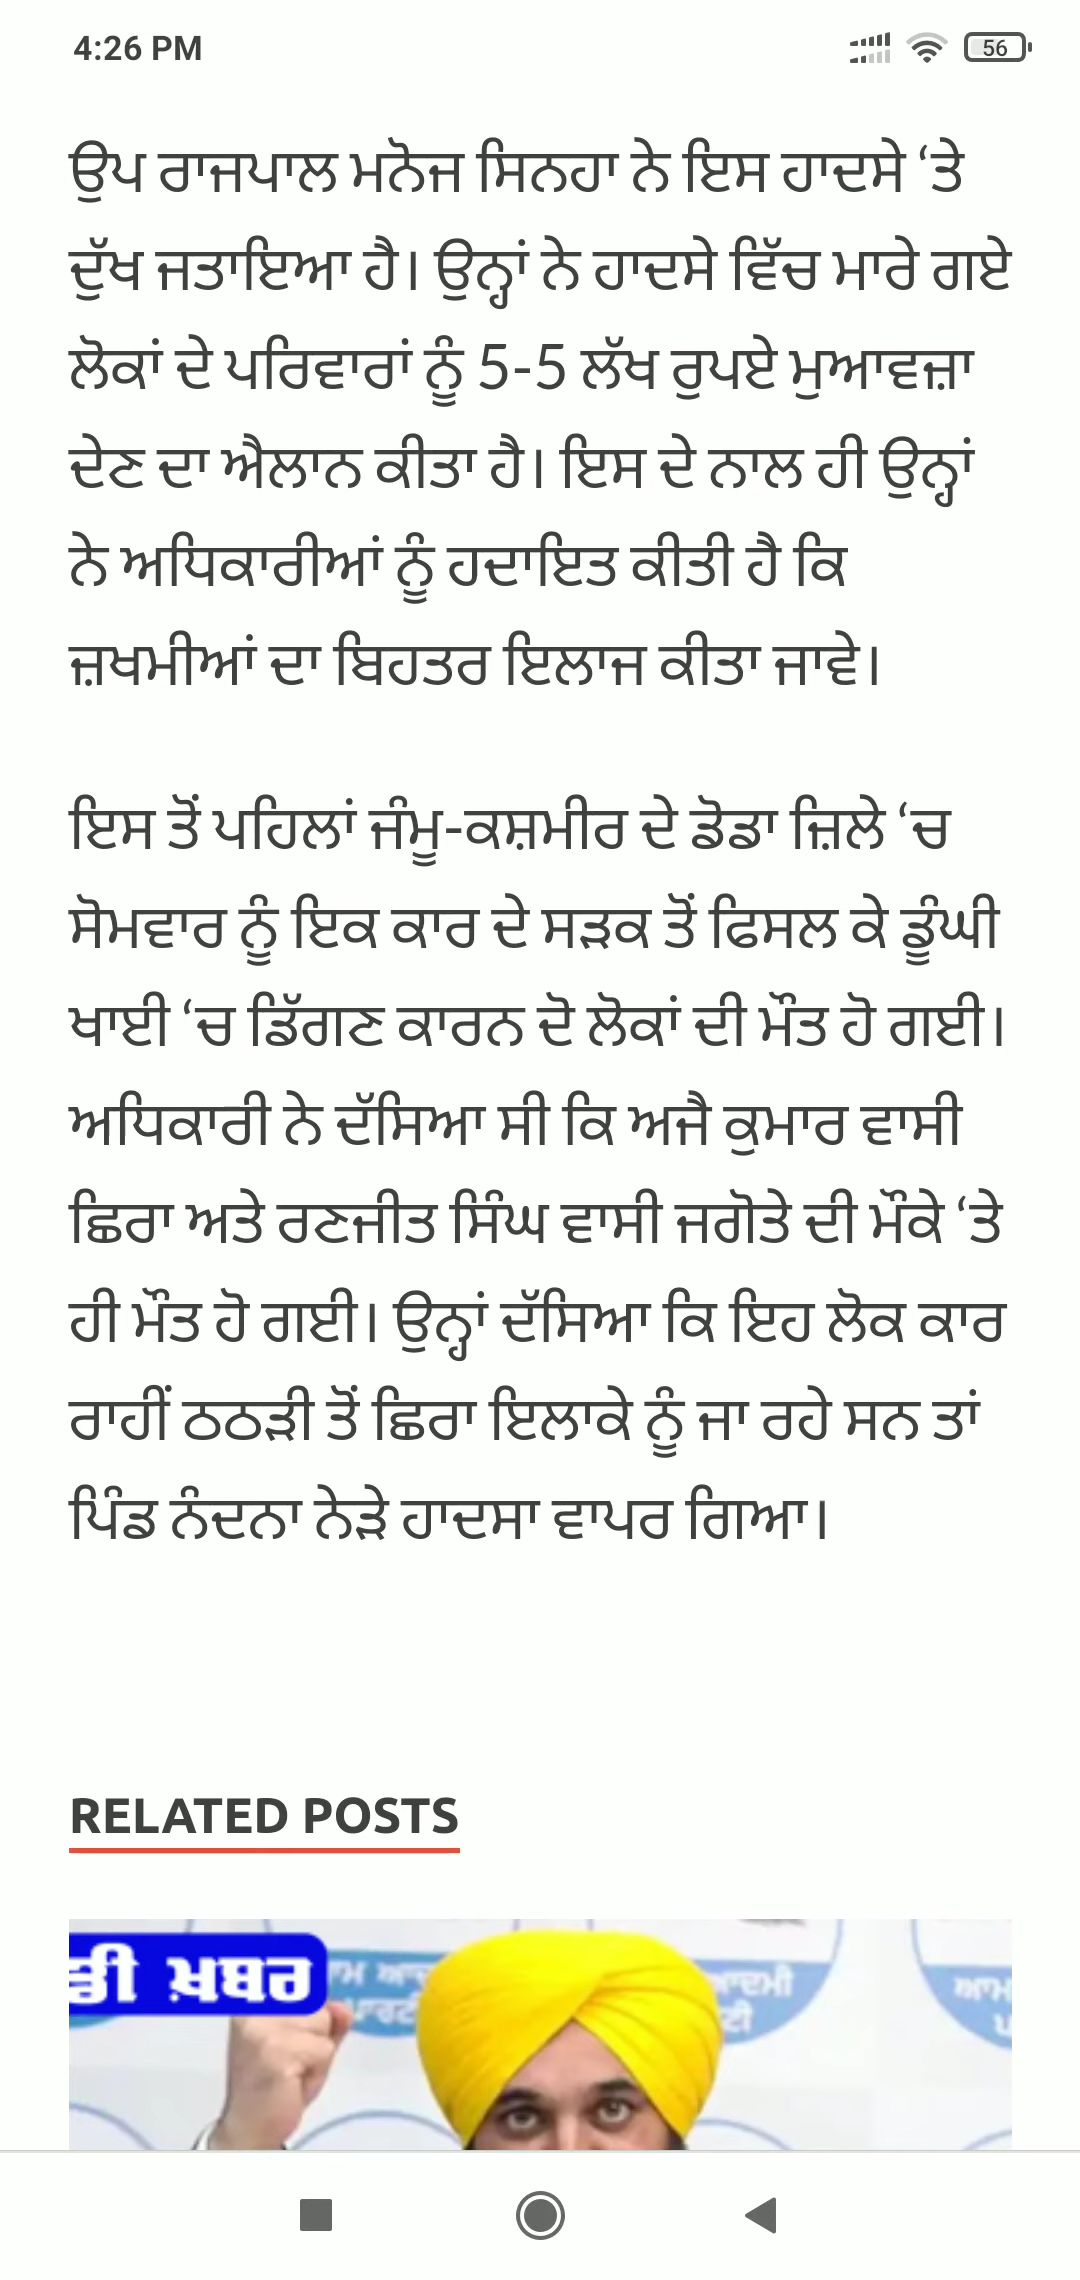 4:26 PM
56
ਉਪ ਰਾਜਪਾਲ ਮਨੋਜ ਸਿਨਹਾ ਨੇ ਇਸ ਹਾਦਸੇ ‘ਤੇ
ਦੁੱਖ ਜਤਾਇਆ ਹੈ। ਉਨ੍ਹਾਂ ਨੇ ਹਾਦਸੇ ਵਿੱਚ ਮਾਰੇ ਗਏ
ਲੋਕਾਂ ਦੇ ਪਰਿਵਾਰਾਂ ਨੂੰ 5-5 ਲੱਖ ਰੁਪਏ ਮੁਆਵਜ਼ਾ
ਦੇਣ ਦਾ ਐਲਾਨ ਕੀਤਾ ਹੈ। ਇਸ ਦੇ ਨਾਲ ਹੀ ਉਨ੍ਹਾਂ
ਨੇ ਅਧਿਕਾਰੀਆਂ ਨੂੰ ਹਦਾਇਤ ਕੀਤੀ ਹੈ ਕਿ
ਜ਼ਖਮੀਆਂ ਦਾ ਬਿਹਤਰ ਇਲਾਜ ਕੀਤਾ ਜਾਵੇ।
ਇਸ ਤੋਂ ਪਹਿਲਾਂ ਜੰਮੂ-ਕਸ਼ਮੀਰ ਦੇ ਡੋਡਾ ਜ਼ਿਲੇ ‘ਚ
ਸੋਮਵਾਰ ਨੂੰ ਇਕ ਕਾਰ ਦੇ ਸੜਕ ਤੋਂ ਫਿਸਲ ਕੇ ਡੂੰਘੀ
ਖਾਈ ‘ਚ ਡਿੱਗਣ ਕਾਰਨ ਦੋ ਲੋਕਾਂ ਦੀ ਮੌਤ ਹੋ ਗਈ।
ਅਧਿਕਾਰੀ ਨੇ ਦੱਸਿਆ ਸੀ ਕਿ ਅਜੈ ਕੁਮਾਰ ਵਾਸੀ
ਛਿਰਾ ਅਤੇ ਰਣਜੀਤ ਸਿੰਘ ਵਾਸੀ ਜਗੋਤੇ ਦੀ ਮੌਕੇ ‘ਤੇ
ਹੀ ਮੌਤ ਹੋ ਗਈ। ਉਨ੍ਹਾਂ ਦੱਸਿਆ ਕਿ ਇਹ ਲੋਕ ਕਾਰ
ਰਾਹੀਂ ਠਠੜੀ ਤੋਂ ਛਿਰਾ ਇਲਾਕੇ ਨੂੰ ਜਾ ਰਹੇ ਸਨ ਤਾਂ
ਪਿੰਡ ਨੰਦਨਾ ਨੇੜੇ ਹਾਦਸਾ ਵਾਪਰ ਗਿਆ।
RELATED POSTS
ਖ਼ਬਰ
ਆਮ